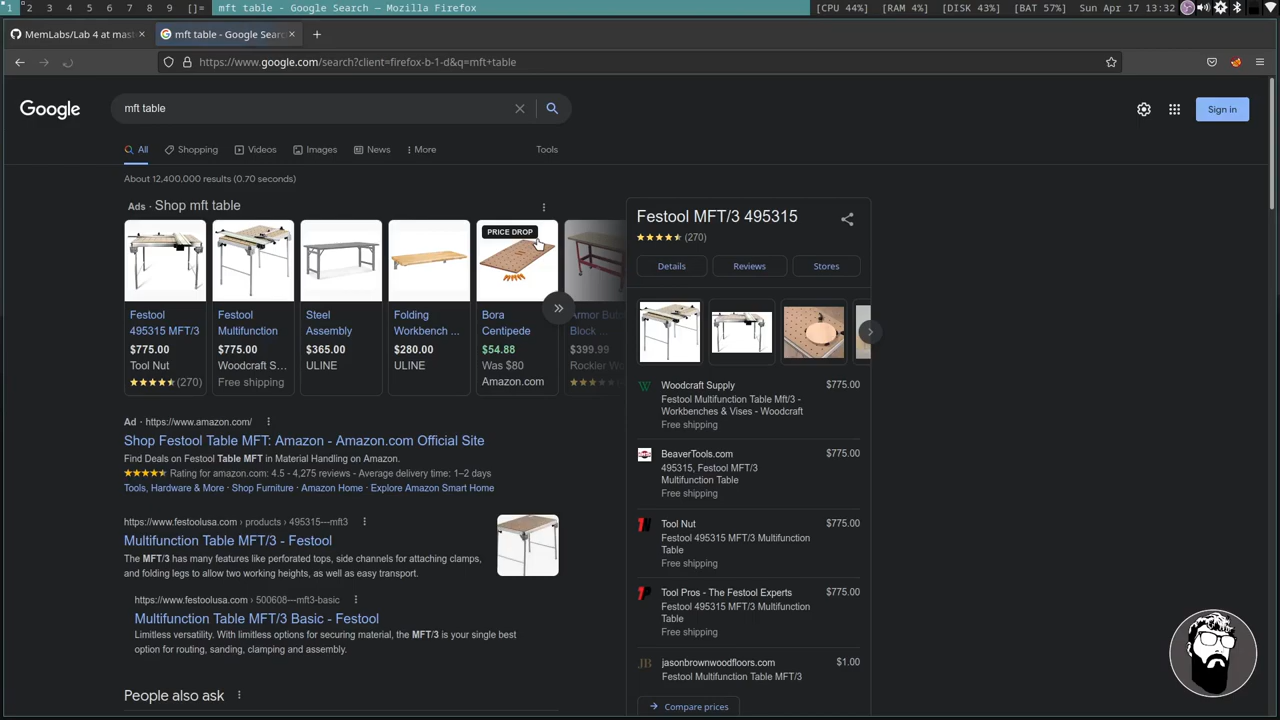 1 2 3 4 5 6 7 8 9 []= mft table - Google Search — Mozilla Firefox [CPU 44%] [RAM 4%] [DISK 43%] [BAT 57%] Sun Apr 17 13:32
MemLabs/Lab 4 at mast × mft table - Google Searc × +
https://www.google.com/search?client=firefox-b-1-d&q=mft+table
Google mft table Sign in
All Shopping Videos Images News More Tools
About 12,400,000 results (0.70 seconds)
Ads · Shop mft table
PRICE DROP
Festool
495315 MFT/3
$775.00
Tool Nut
(270)
Festool
Multifunction
$775.00
Woodcraft S...
Free shipping
Steel
Assembly
$365.00
ULINE
Folding
Workbench ...
$280.00
ULINE
Bora
Centipede
$54.88
Was $80
Amazon.com
Block ...
$399.99
Rockler
Ad · https://www.amazon.com/
Shop Festool Table MFT: Amazon - Amazon.com Official Site
Find Deals on Festool Table MFT in Material Handling on Amazon.
Rating for amazon.com: 4.5 - 4,275 reviews - Average delivery time: 1–2 days
Tools, Hardware & More · Shop Furniture · Amazon Home · Explore Amazon Smart Home
https://www.festoolusa.com › products › 495315---mft3
Multifunction Table MFT/3 - Festool
The MFT/3 has many features like perforated tops, side channels for attaching clamps,
and folding legs to allow two working heights, as well as easy transport.
https://www.festoolusa.com › 500608---mft3-basic
Multifunction Table MFT/3 Basic - Festool
Limitless versatility. With limitless options for securing material, the MFT/3 is your single best
option for routing, sanding, clamping and assembly.
People also ask
Festool MFT/3 495315
(270)
Details Reviews Stores
Woodcraft Supply $775.00
Festool Multifunction Table Mft/3 -
Workbenches & Vises - Woodcraft
Free shipping
BeaverTools.com $775.00
495315, Festool MFT/3
Multifunction Table
Free shipping
Tool Nut $775.00
Festool 495315 MFT/3 Multifunction
Table
Free shipping
Tool Pros - The Festool Experts $775.00
Festool 495315 MFT/3 Multifunction
Table
Free shipping
JB jasonbrownwoodfloors.com $1.00
Festool Multifunction Table MFT/3
Compare prices